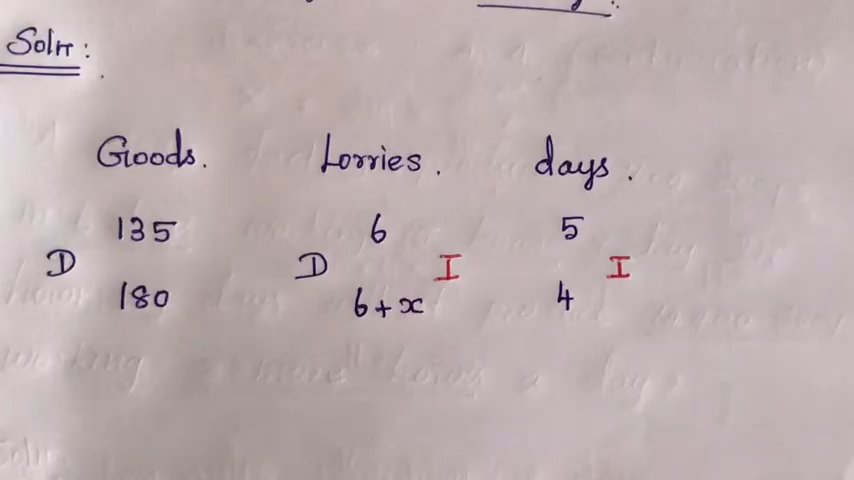 Soln:
Goods. Lorries. days.
135 6 5
D D I I
180 6+x 4